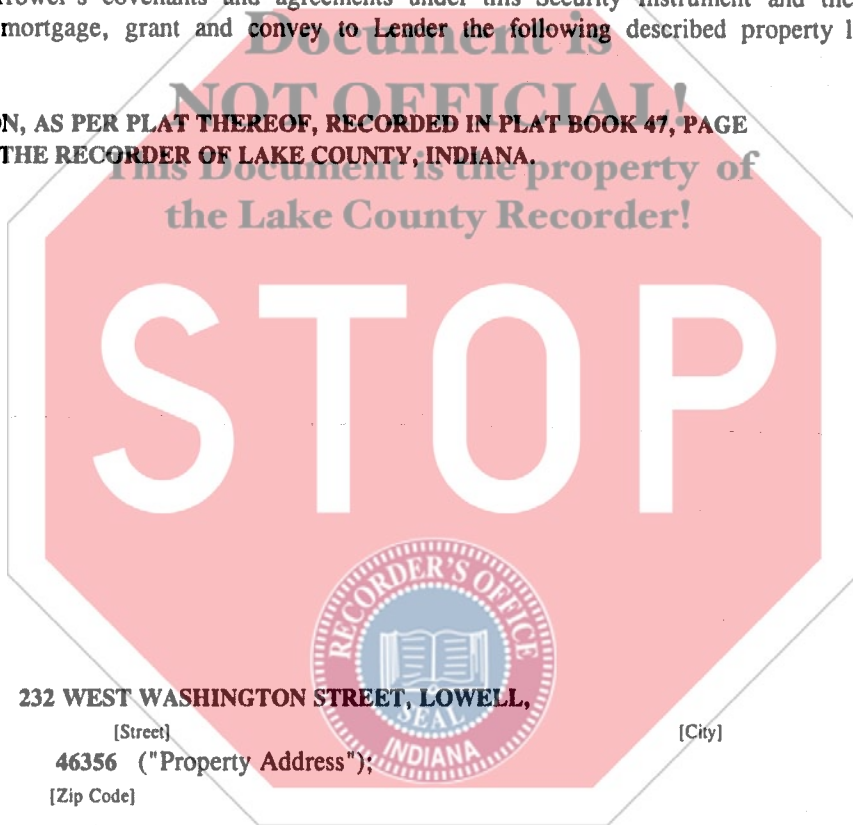 covenants and agreements under this Security Instrument and the
mortgage, grant and convey to Lender the following described property
Document is
NOT OFFICIAL!
N, AS PER PLAT THEREOF, RECORDED IN PLAT BOOK 47, PAGE
THE RECORDER OF LAKE COUNTY, INDIANA.
This Document is the property of
the Lake County Recorder!
STOP
RECORDER'S OFFICE
232 WEST WASHINGTON STREET, LOWELL,
SEAL
[Street] [City]
INDIANA
46356 ("Property Address");
[Zip Code]